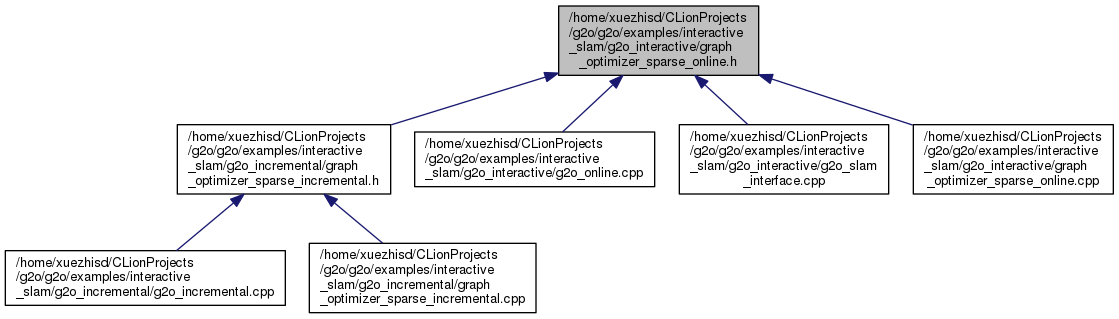 /home/xuezhisd/CLionProjects
/g2o/g2o/examples/interactive
_slam/g2o_interactive/graph
_optimizer_sparse_online.h
/home/xuezhisd/CLionProjects
/g2o/g2o/examples/interactive
_slam/g2o_incremental/graph
_optimizer_sparse_incremental.h
/home/xuezhisd/CLionProjects
/g2o/g2o/examples/interactive
_slam/g2o_interactive/g2o_online.cpp
/home/xuezhisd/CLionProjects
/g2o/g2o/examples/interactive
_slam/g2o_interactive/g2o_slam
_interface.cpp
/home/xuezhisd/CLionProjects
/g2o/g2o/examples/interactive
_slam/g2o_interactive/graph
_optimizer_sparse_online.cpp
/home/xuezhisd/CLionProjects
/g2o/g2o/examples/interactive
_slam/g2o_incremental/g2o_incremental.cpp
/home/xuezhisd/CLionProjects
/g2o/g2o/examples/interactive
_slam/g2o_incremental/graph
_optimizer_sparse_incremental.cpp